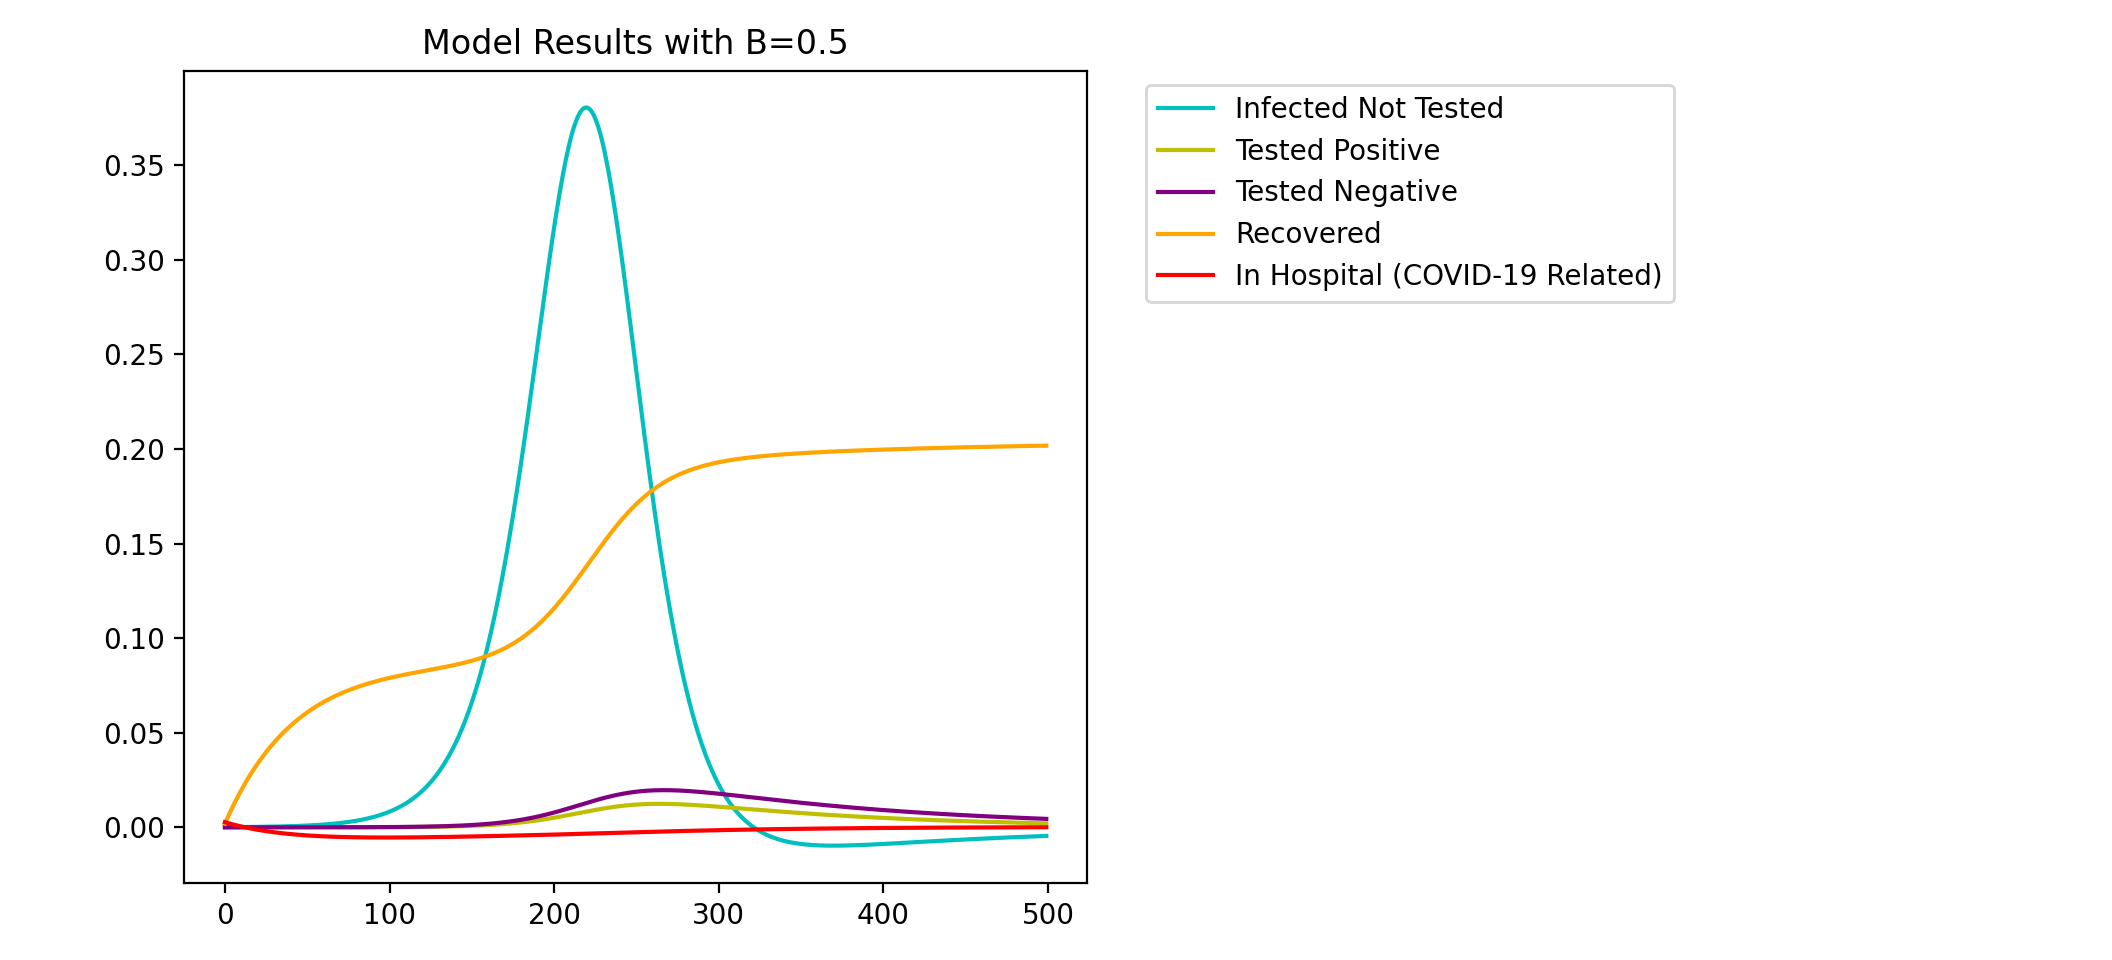 Model Results with B=0.5
0.35
0.30
0.25
0.20
0.15
0.10
0.05
0.00
0 100 200 300 400 500
Infected Not Tested
Tested Positive
Tested Negative
Recovered
In Hospital (COVID-19 Related)